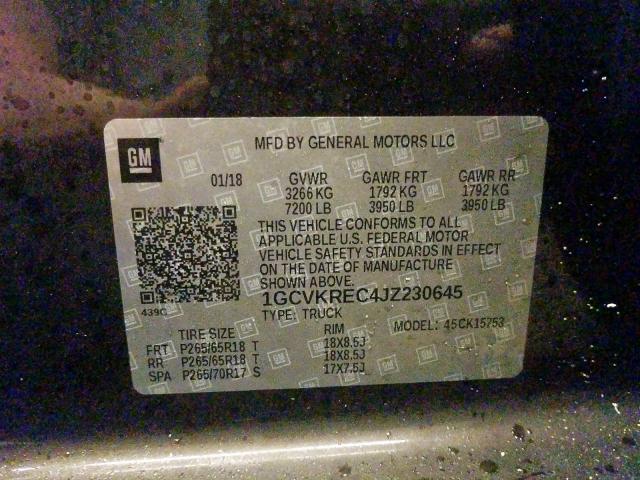 GM
MFD BY GENERAL MOTORS LLC
01/18 GVWR GAWR FRT GAWR RR
3266 KG 1792 KG 1792 KG
7200 LB 3950 LB 3950 LB
THIS VEHICLE CONFORMS TO ALL
APPLICABLE U.S. FEDERAL MOTOR
VEHICLE SAFETY STANDARDS IN EFFECT
ON THE DATE OF MANUFACTURE
SHOWN ABOVE.
1GCVKREC4JZ230645
439C TYPE: TRUCK
TIRE SIZE RIM MODEL: 4SCK15753
FRT P265/65R18 T 18X8.5J
RR P265/65R18 T 18X8.5J
SPA P265/70R17 S 17X7.5J